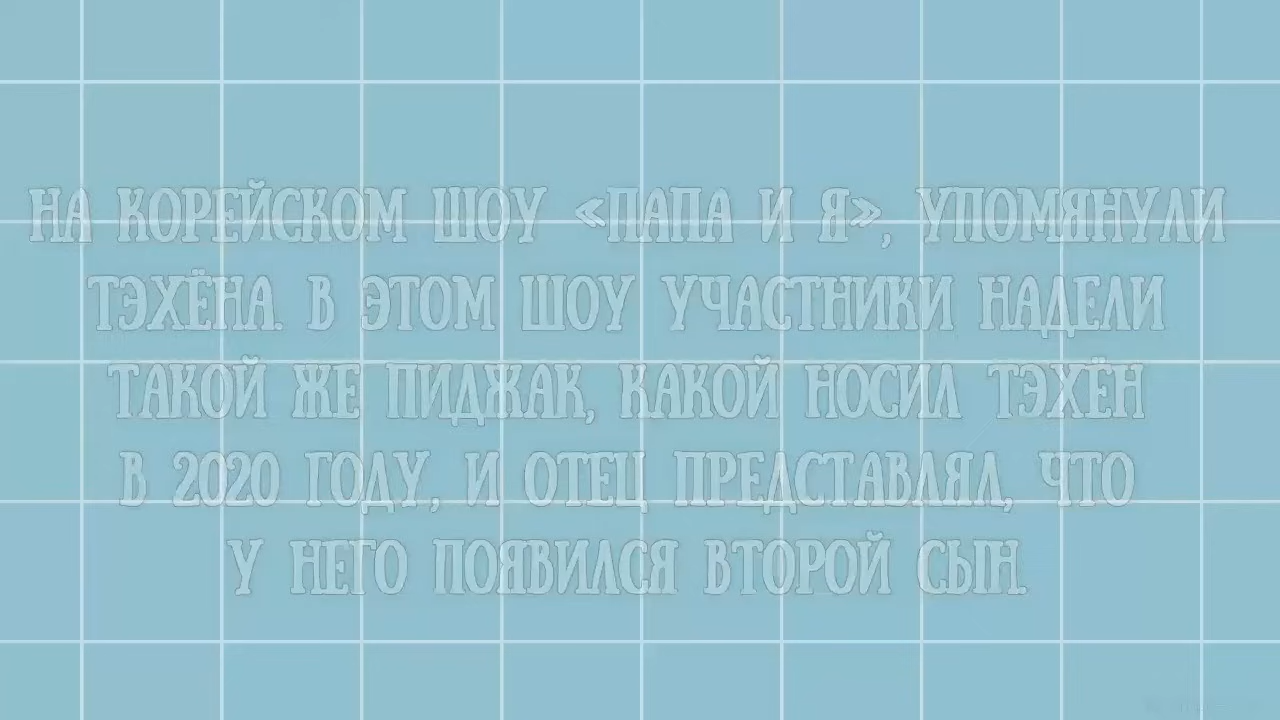 НА КОРЕЙСКОМ ШОУ «ПАПА И Я», УПОМЯНУЛИ
ТЭХЁНА. В ЭТОМ ШОУ УЧАСТНИКИ НАДЕЛИ
ТАКОЙ ЖЕ ПИДЖАК, КАКОЙ НОСИЛ ТЭХЁН
В 2020 ГОДУ, И ОТЕЦ ПРЕДСТАВЛЯЛ, ЧТО
У НЕГО ПОЯВИЛСЯ ВТОРОЙ СЫН.